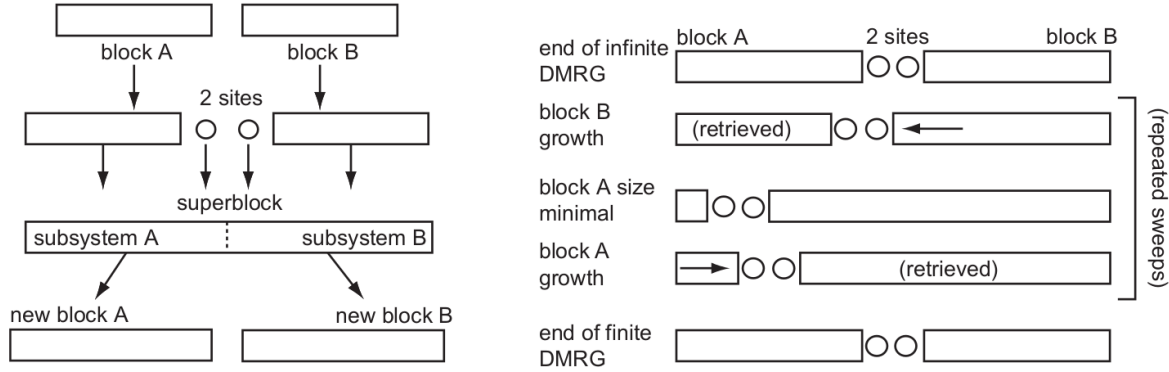 block A
block B
2 sites
superblock
subsystem A
subsystem B
new block A
new block B
end of infinite
DMRG
block A
2 sites
block B
block B
growth
(retrieved)
block A size
minimal
block A
growth
(retrieved)
end of finite
DMRG
(repeated sweeps)